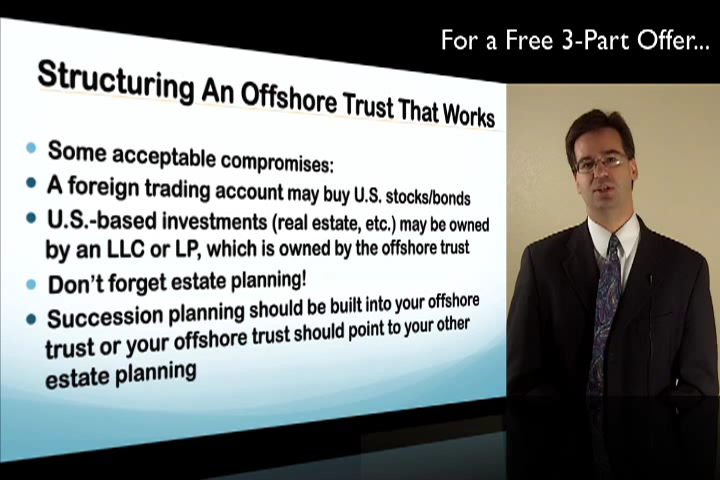 For a Free 3-Part Offer...
Structuring An Offshore Trust That Works
Some acceptable compromises:
A foreign trading account may buy U.S. stocks/bonds
U.S.-based investments (real estate, etc.) may be owned
by an LLC or LP, which is owned by the offshore trust
Don't forget estate planning!
Succession planning should be built into your offshore
trust or your offshore trust should point to your other
estate planning